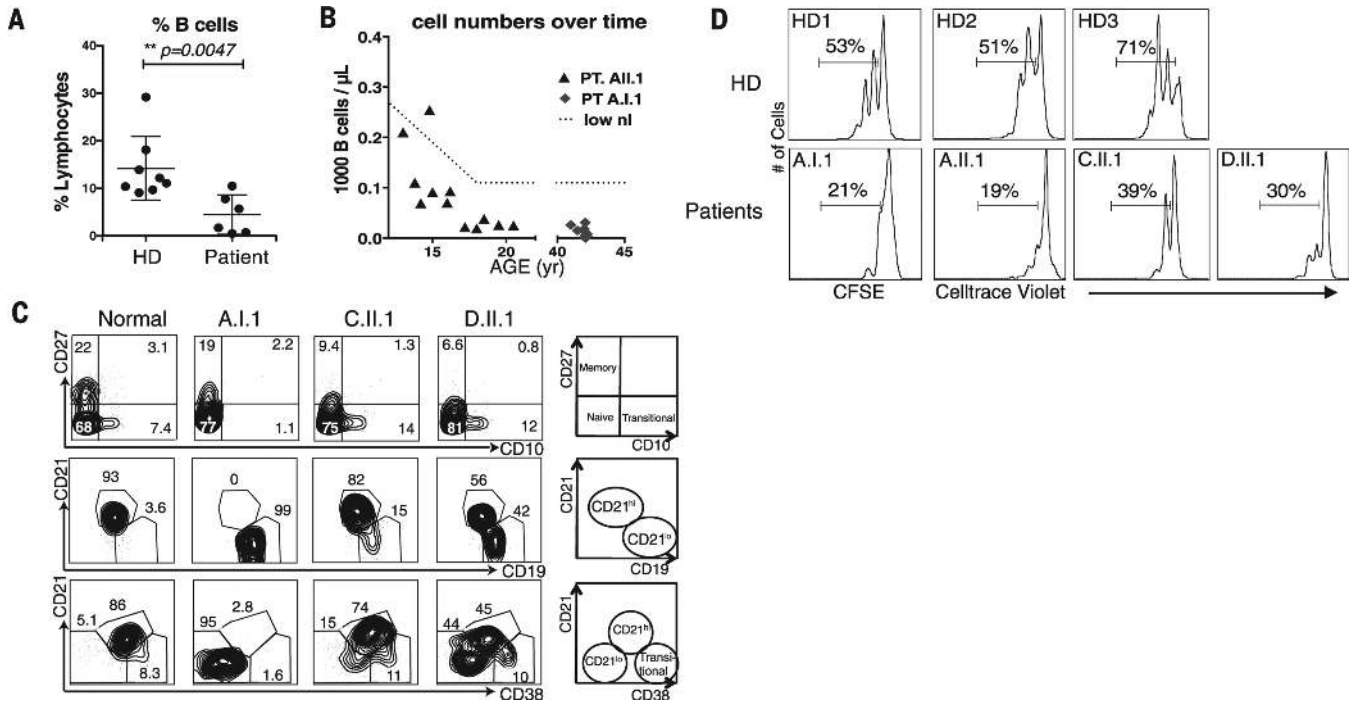 A
% B cells
** p=0.0047
% Lymphocytes
40
30
20
10
0
HD
Patient
B
cell numbers over time
1000 B cells / µL
0.4
0.3
0.2
0.1
0.0
15
20
40
45
AGE (yr)
PT. AII.1
PT A.I.1
low nl
C
Normal
A.I.1
C.II.1
D.II.1
CD27
22
3.1
68
7.4
19
2.2
77
1.1
9.4
1.3
75
14
6.6
0.8
81
12
CD10
CD27
Memory
Naive
Transitional
CD10
CD21
93
3.6
0
99
82
15
56
42
CD19
CD21
CD21hi
CD21lo
CD19
CD21
5.1
86
8.3
95
2.8
1.6
15
74
11
44
45
10
CD38
CD21
CD21hi
CD21lo
Transi-
tional
CD38
D
HD
# of Cells
HD1
53%
HD2
51%
HD3
71%
Patients
A.I.1
21%
A.II.1
19%
C.II.1
39%
D.II.1
30%
CFSE
Celltrace Violet